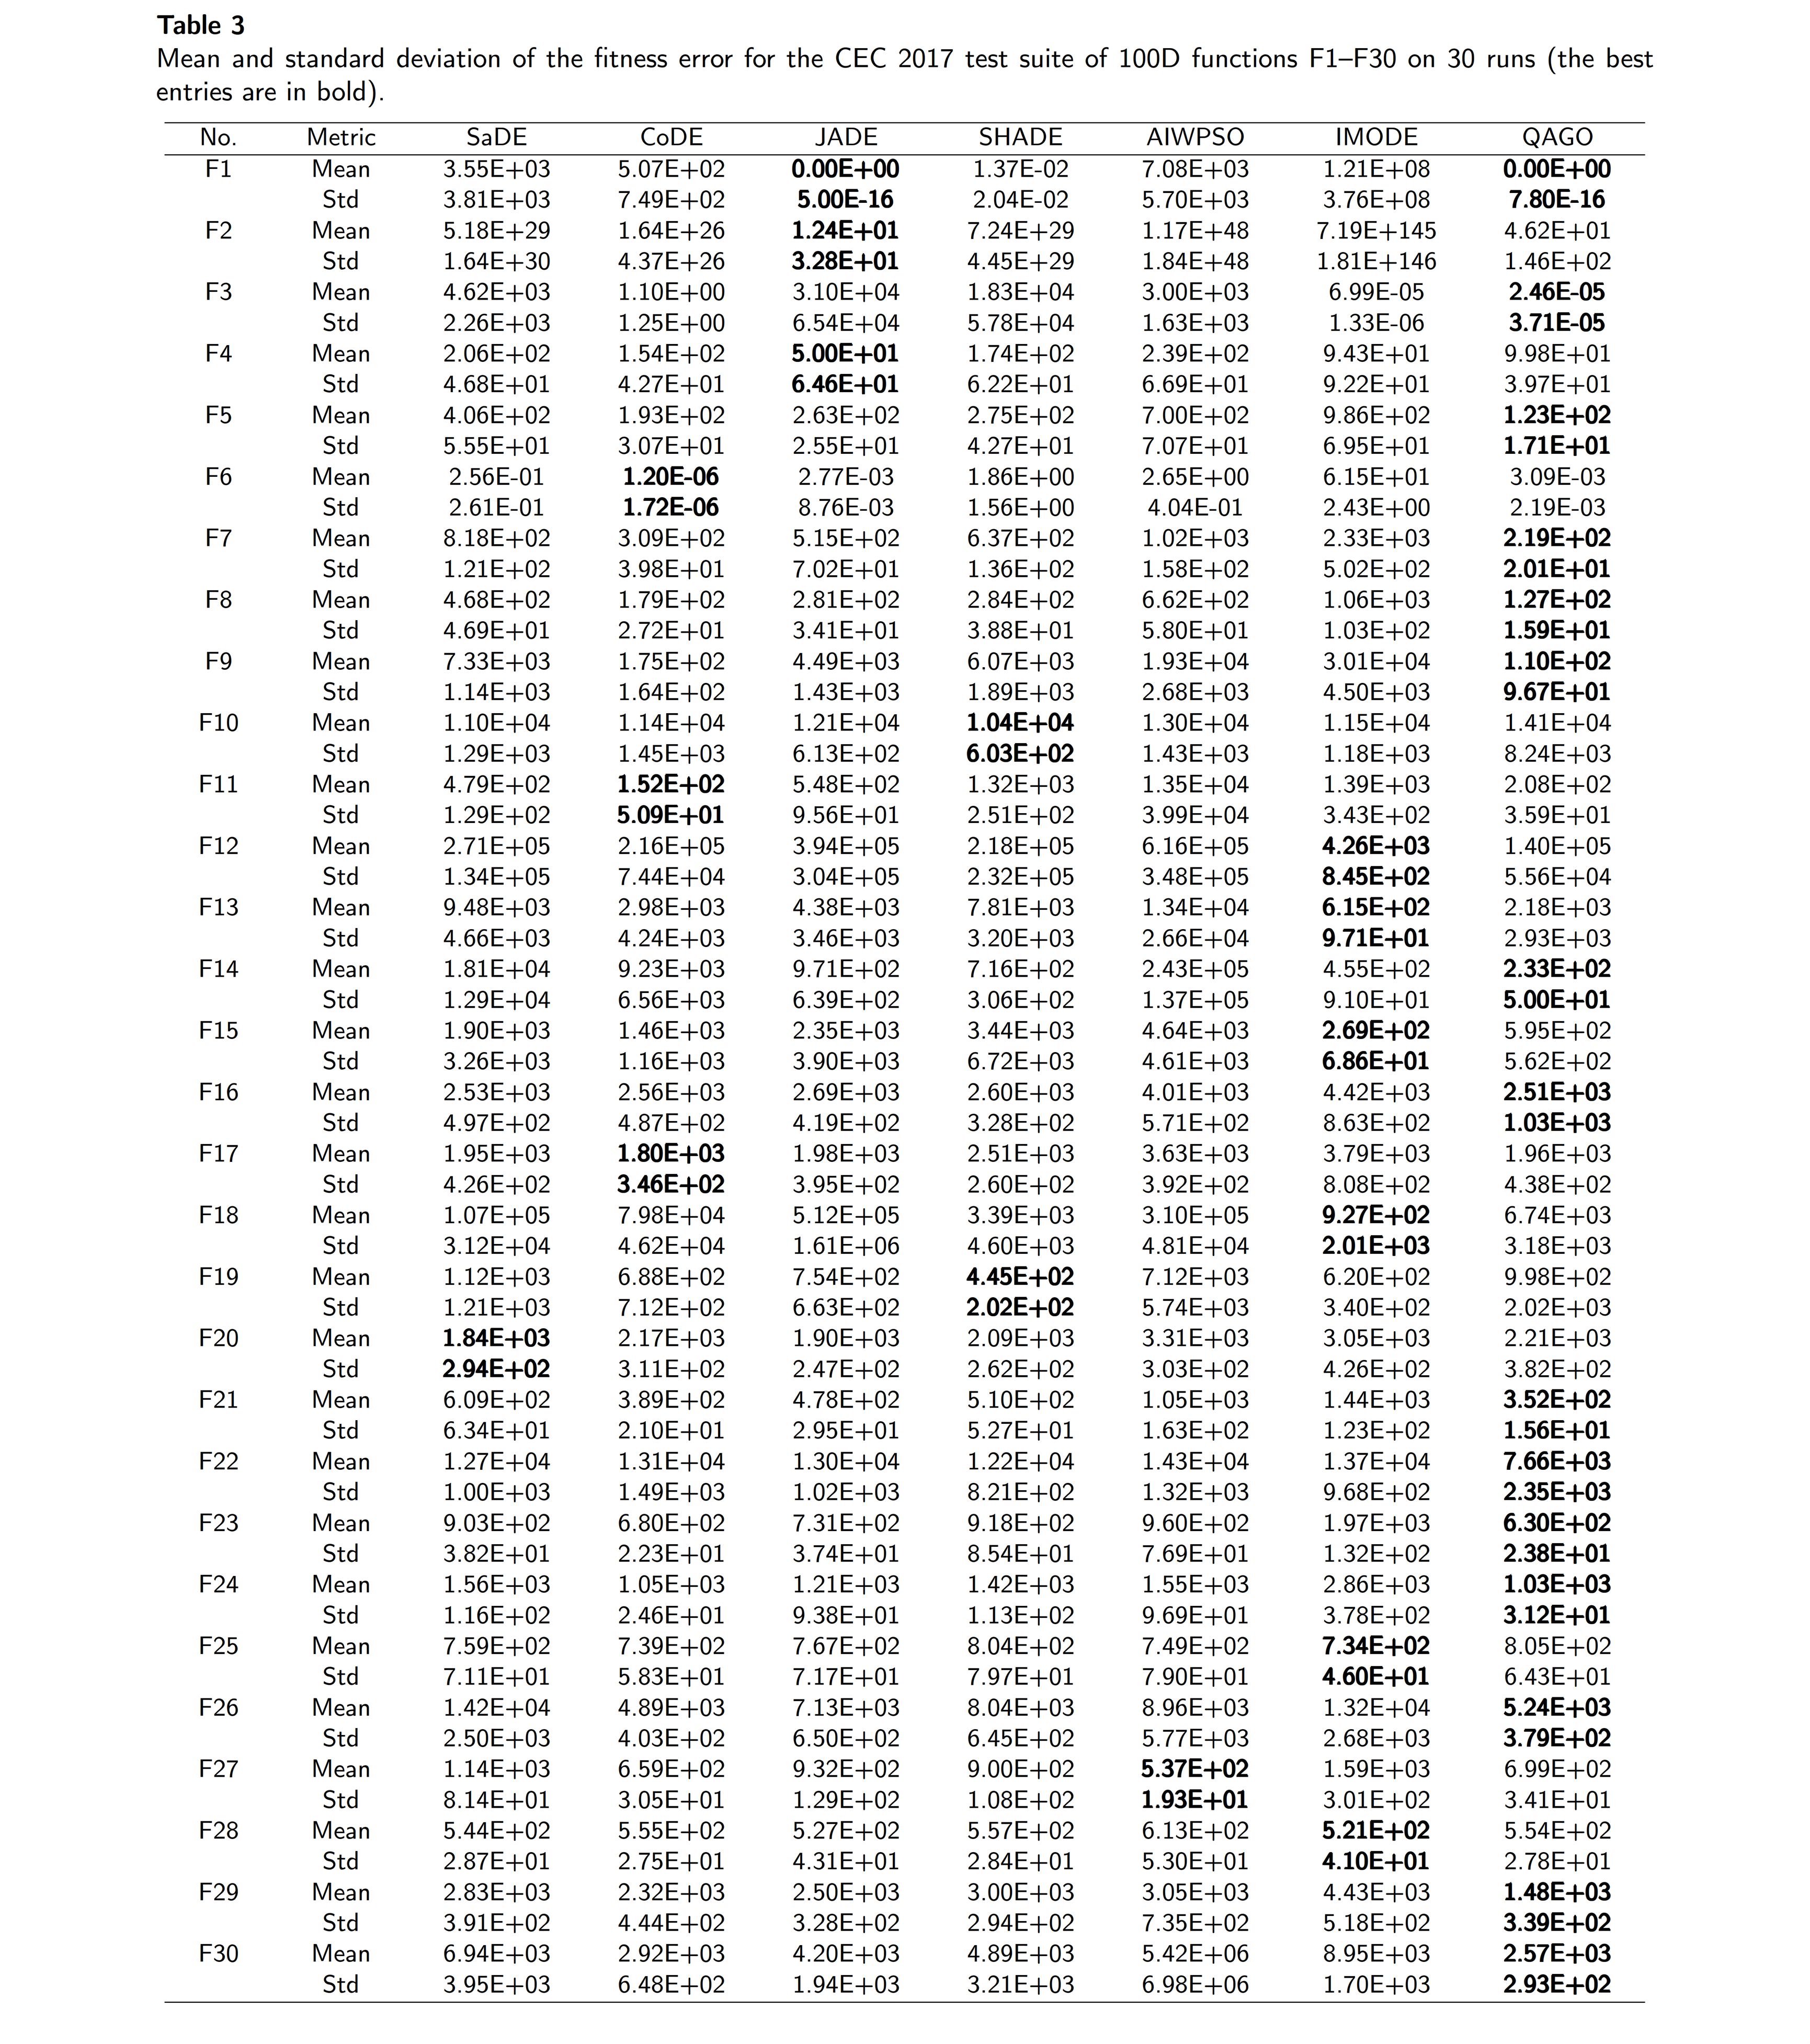 Table 3
Mean and standard deviation of the fitness error for the CEC 2017 test suite of 100D functions F1–F30 on 30 runs (the best
entries are in bold).
No. Metric SaDE CoDE JADE SHADE AIWPSO IMODE QAGO
F1 Mean 3.55E+03 5.07E+02 0.00E+00 1.37E-02 7.08E+03 1.21E+08 0.00E+00
Std 3.81E+03 7.49E+02 5.00E-16 2.04E-02 5.70E+03 3.76E+08 7.80E-16
F2 Mean 5.18E+29 1.64E+26 1.24E+01 7.24E+29 1.17E+48 7.19E+145 4.62E+01
Std 1.64E+30 4.37E+26 3.28E+01 4.45E+29 1.84E+48 1.81E+146 1.46E+02
F3 Mean 4.62E+03 1.10E+00 3.10E+04 1.83E+04 3.00E+03 6.99E-05 2.46E-05
Std 2.26E+03 1.25E+00 6.54E+04 5.78E+04 1.63E+03 1.33E-06 3.71E-05
F4 Mean 2.06E+02 1.54E+02 5.00E+01 1.74E+02 2.39E+02 9.43E+01 9.98E+01
Std 4.68E+01 4.27E+01 6.46E+01 6.22E+01 6.69E+01 9.22E+01 3.97E+01
F5 Mean 4.06E+02 1.93E+02 2.63E+02 2.75E+02 7.00E+02 9.86E+02 1.23E+02
Std 5.55E+01 3.07E+01 2.55E+01 4.27E+01 7.07E+01 6.95E+01 1.71E+01
F6 Mean 2.56E-01 1.20E-06 2.77E-03 1.86E+00 2.65E+00 6.15E+01 3.09E-03
Std 2.61E-01 1.72E-06 8.76E-03 1.56E+00 4.04E-01 2.43E+00 2.19E-03
F7 Mean 8.18E+02 3.09E+02 5.15E+02 6.37E+02 1.02E+03 2.33E+03 2.19E+02
Std 1.21E+02 3.98E+01 7.02E+01 1.36E+02 1.58E+02 5.02E+02 2.01E+01
F8 Mean 4.68E+02 1.79E+02 2.81E+02 2.84E+02 6.62E+02 1.06E+03 1.27E+02
Std 4.69E+01 2.72E+01 3.41E+01 3.88E+01 5.80E+01 1.03E+02 1.59E+01
F9 Mean 7.33E+03 1.75E+02 4.49E+03 6.07E+03 1.93E+04 3.01E+04 1.10E+02
Std 1.14E+03 1.64E+02 1.43E+03 1.89E+03 2.68E+03 4.50E+03 9.67E+01
F10 Mean 1.10E+04 1.14E+04 1.21E+04 1.04E+04 1.30E+04 1.15E+04 1.41E+04
Std 1.29E+03 1.45E+03 6.13E+02 6.03E+02 1.43E+03 1.18E+03 8.24E+03
F11 Mean 4.79E+02 1.52E+02 5.48E+02 1.32E+03 1.35E+04 1.39E+03 2.08E+02
Std 1.29E+02 5.09E+01 9.56E+01 2.51E+02 3.99E+04 3.43E+02 3.59E+01
F12 Mean 2.71E+05 2.16E+05 3.94E+05 2.18E+05 6.16E+05 4.26E+03 1.40E+05
Std 1.34E+05 7.44E+04 3.04E+05 2.32E+05 3.48E+05 8.45E+02 5.56E+04
F13 Mean 9.48E+03 2.98E+03 4.38E+03 7.81E+03 1.34E+04 6.15E+02 2.18E+03
Std 4.66E+03 4.24E+03 3.46E+03 3.20E+03 2.66E+04 9.71E+01 2.93E+03
F14 Mean 1.81E+04 9.23E+03 9.71E+02 7.16E+02 2.43E+05 4.55E+02 2.33E+02
Std 1.29E+04 6.56E+03 6.39E+02 3.06E+02 1.37E+05 9.10E+01 5.00E+01
F15 Mean 1.90E+03 1.46E+03 2.35E+03 3.44E+03 4.64E+03 2.69E+02 5.95E+02
Std 3.26E+03 1.16E+03 3.90E+03 6.72E+03 4.61E+03 6.86E+01 5.62E+02
F16 Mean 2.53E+03 2.56E+03 2.69E+03 2.60E+03 4.01E+03 4.42E+03 2.51E+03
Std 4.97E+02 4.87E+02 4.19E+02 3.28E+02 5.71E+02 8.63E+02 1.03E+03
F17 Mean 1.95E+03 1.80E+03 1.98E+03 2.51E+03 3.63E+03 3.79E+03 1.96E+03
Std 4.26E+02 3.46E+02 3.95E+02 2.60E+02 3.92E+02 8.08E+02 4.38E+02
F18 Mean 1.07E+05 7.98E+04 5.12E+05 3.39E+03 3.10E+05 9.27E+02 6.74E+03
Std 3.12E+04 4.62E+04 1.61E+06 4.60E+03 4.81E+04 2.01E+03 3.18E+03
F19 Mean 1.12E+03 6.88E+02 7.54E+02 4.45E+02 7.12E+03 6.20E+02 9.98E+02
Std 1.21E+03 7.12E+02 6.63E+02 2.02E+02 5.74E+03 3.40E+02 2.02E+03
F20 Mean 1.84E+03 2.17E+03 1.90E+03 2.09E+03 3.31E+03 3.05E+03 2.21E+03
Std 2.94E+02 3.11E+02 2.47E+02 2.62E+02 3.03E+02 4.26E+02 3.82E+02
F21 Mean 6.09E+02 3.89E+02 4.78E+02 5.10E+02 1.05E+03 1.44E+03 3.52E+02
Std 6.34E+01 2.10E+01 2.95E+01 5.27E+01 1.63E+02 1.23E+02 1.56E+01
F22 Mean 1.27E+04 1.31E+04 1.30E+04 1.22E+04 1.43E+04 1.37E+04 7.66E+03
Std 1.00E+03 1.49E+03 1.02E+03 8.21E+02 1.32E+03 9.68E+02 2.35E+03
F23 Mean 9.03E+02 6.80E+02 7.31E+02 9.18E+02 9.60E+02 1.97E+03 6.30E+02
Std 3.82E+01 2.23E+01 3.74E+01 8.54E+01 7.69E+01 1.32E+02 2.38E+01
F24 Mean 1.56E+03 1.05E+03 1.21E+03 1.42E+03 1.55E+03 2.86E+03 1.03E+03
Std 1.16E+02 2.46E+01 9.38E+01 1.13E+02 9.69E+01 3.78E+02 3.12E+01
F25 Mean 7.59E+02 7.39E+02 7.67E+02 8.04E+02 7.49E+02 7.34E+02 8.05E+02
Std 7.11E+01 5.83E+01 7.17E+01 7.97E+01 7.90E+01 4.60E+01 6.43E+01
F26 Mean 1.42E+04 4.89E+03 7.13E+03 8.04E+03 8.96E+03 1.32E+04 5.24E+03
Std 2.50E+03 4.03E+02 6.50E+02 6.45E+02 5.77E+03 2.68E+03 3.79E+02
F27 Mean 1.14E+03 6.59E+02 9.32E+02 9.00E+02 5.37E+02 1.59E+03 6.99E+02
Std 8.14E+01 3.05E+01 1.29E+02 1.08E+02 1.93E+01 3.01E+02 3.41E+01
F28 Mean 5.44E+02 5.55E+02 5.27E+02 5.57E+02 6.13E+02 5.21E+02 5.54E+02
Std 2.87E+01 2.75E+01 4.31E+01 2.84E+01 5.30E+01 4.10E+01 2.78E+01
F29 Mean 2.83E+03 2.32E+03 2.50E+03 3.00E+03 3.05E+03 4.43E+03 1.48E+03
Std 3.91E+02 4.44E+02 3.28E+02 2.94E+02 7.35E+02 5.18E+02 3.39E+02
F30 Mean 6.94E+03 2.92E+03 4.20E+03 4.89E+03 5.42E+06 8.95E+03 2.57E+03
Std 3.95E+03 6.48E+02 1.94E+03 3.21E+03 6.98E+06 1.70E+03 2.93E+02